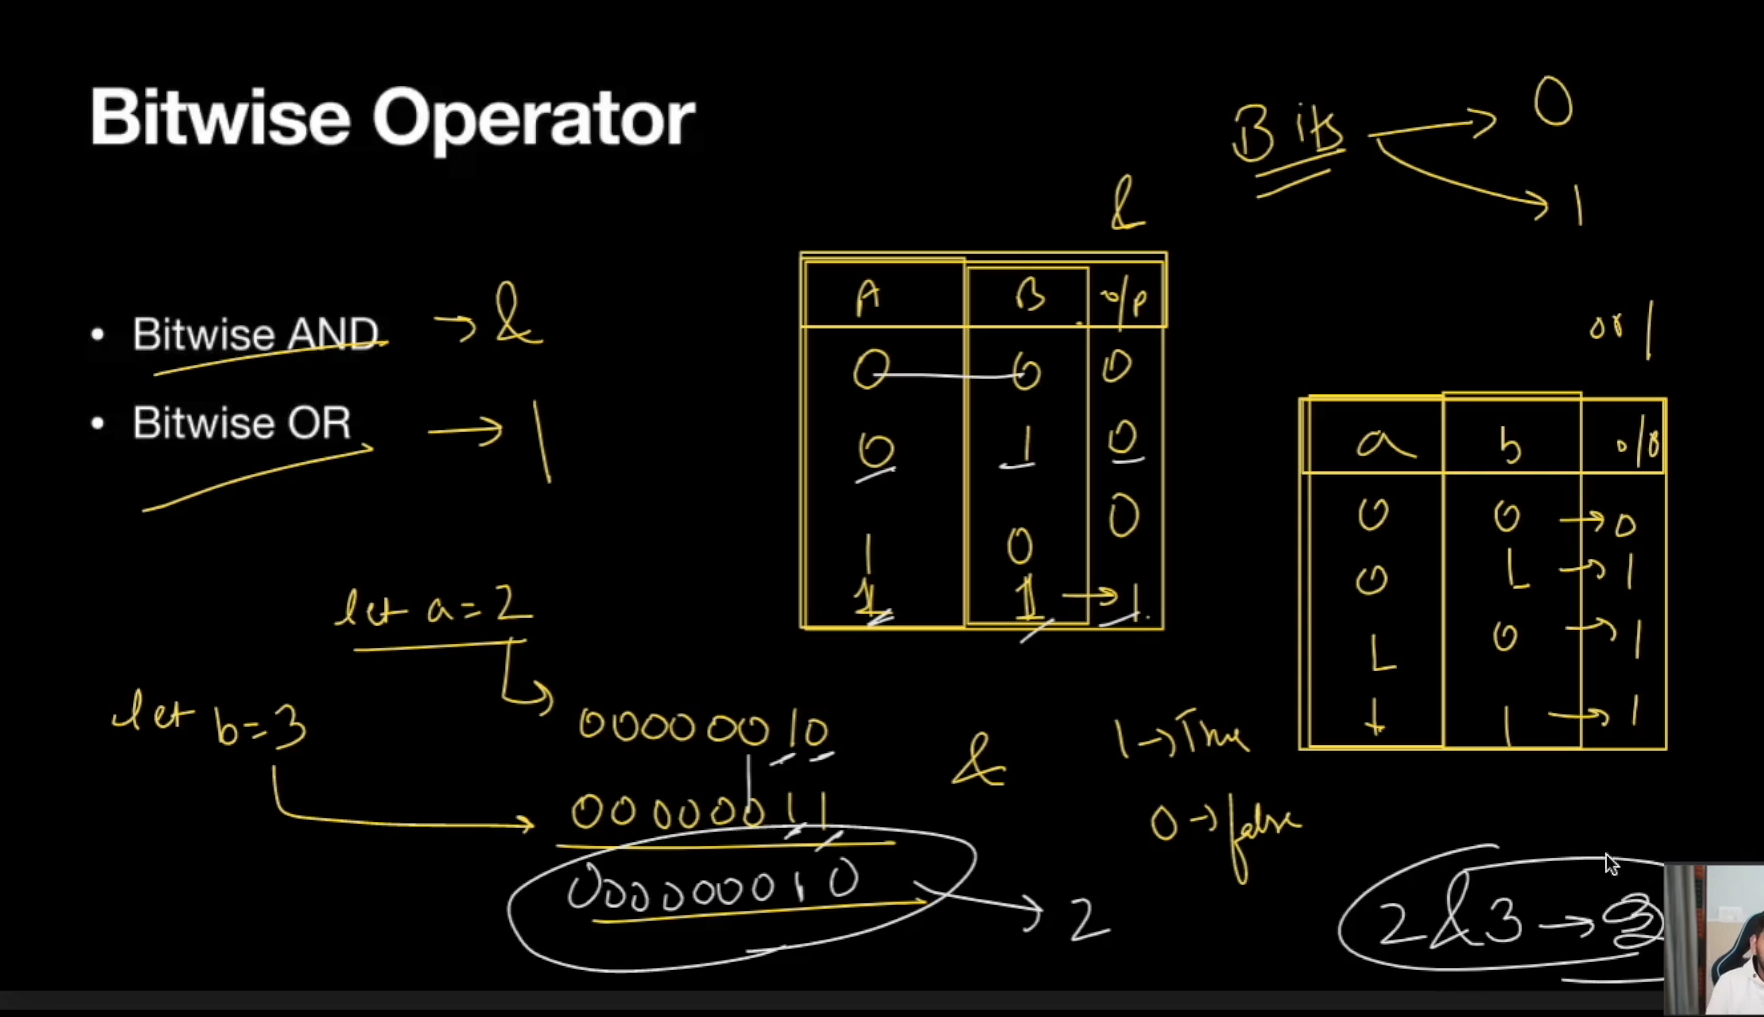 Bitwise Operator
Bits → 0
→ 1
&
• Bitwise AND → &
• Bitwise OR → |
A B o/p
0 0 0
0 1 0
1 0 0
1 1 → 1
or |
a b
0 0 → 0
0 1 → 1
1 0 → 1
1 1 → 1
let a = 2
let b = 3
00000010
&
00000011
000000010 → 2
1 → True
0 → false
2 & 3 →